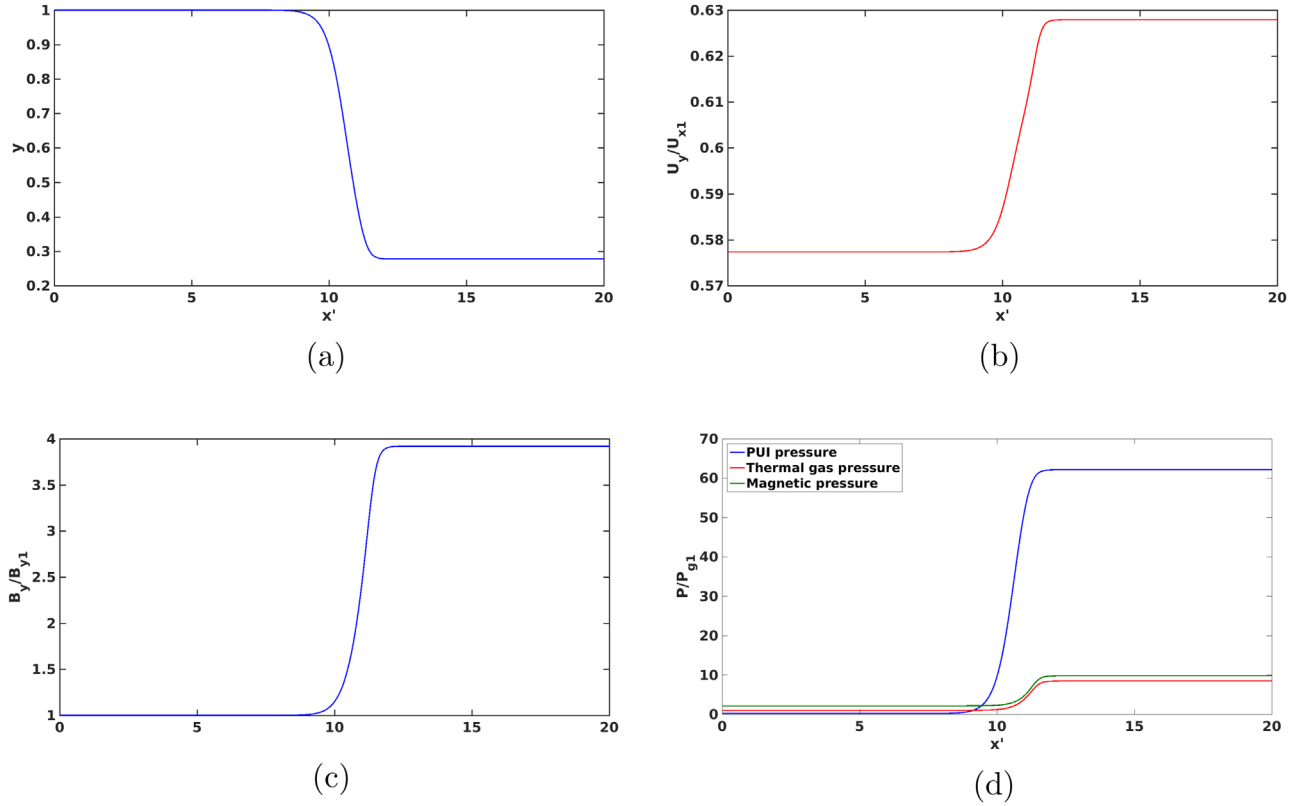 1
0.9
0.8
0.7
0.6
0.5
0.4
0.3
0.2
y
0 5 10 15 20
x'
(a)
0.63
0.62
0.61
0.6
0.59
0.58
0.57
U_y/U_x1
0 5 10 15 20
x'
(b)
4
3.5
3
2.5
2
1.5
1
B_y/B_y1
0 5 10 15 20
(c)
70
60
50
40
30
20
10
0
P/P_g1
PUI pressure
Thermal gas pressure
Magnetic pressure
0 5 10 15 20
x'
(d)